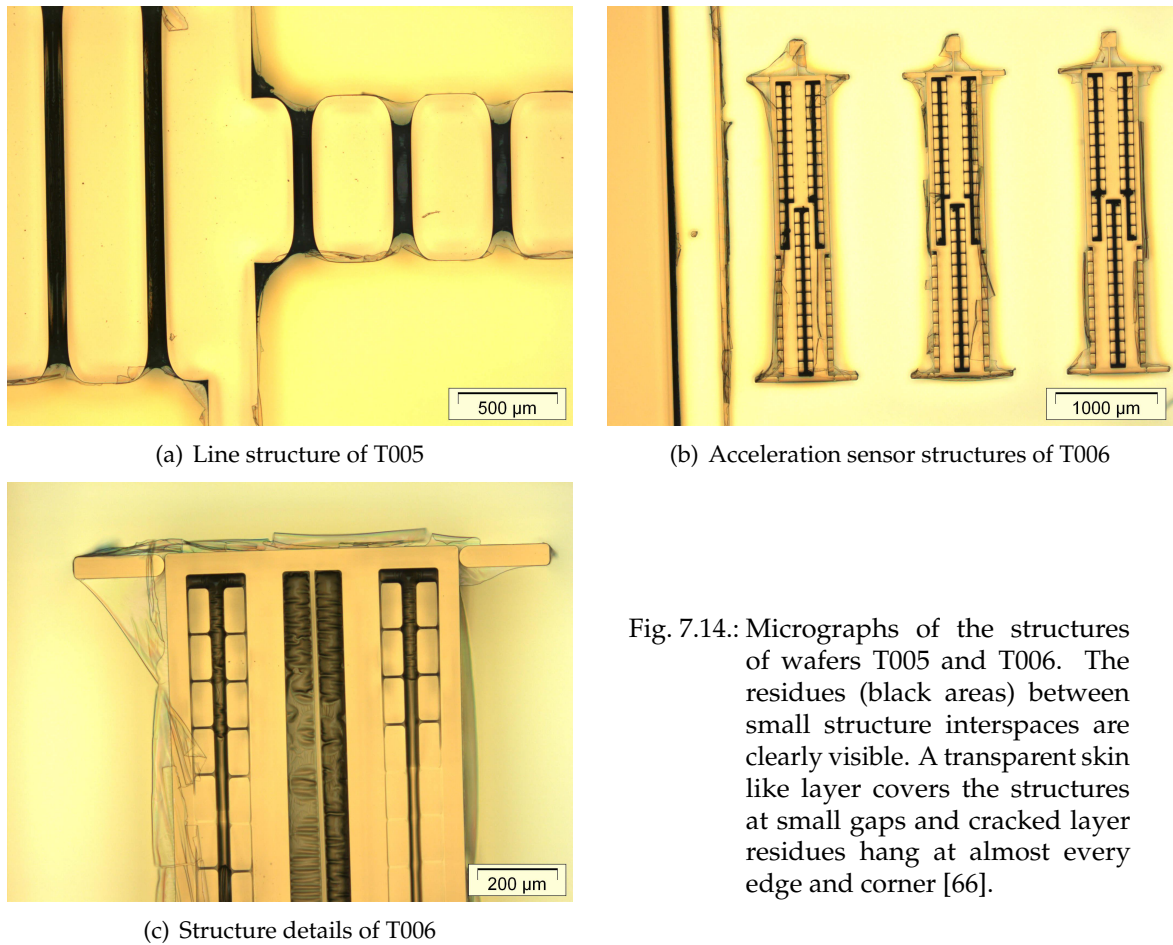 500 µm
1000 µm
(a) Line structure of T005
(b) Acceleration sensor structures of T006
200 µm
(c) Structure details of T006
Fig. 7.14.: Micrographs of the structures
of wafers T005 and T006. The
residues (black areas) between
small structure interspaces are
clearly visible. A transparent skin
like layer covers the structures
at small gaps and cracked layer
residues hang at almost every
edge and corner [66].